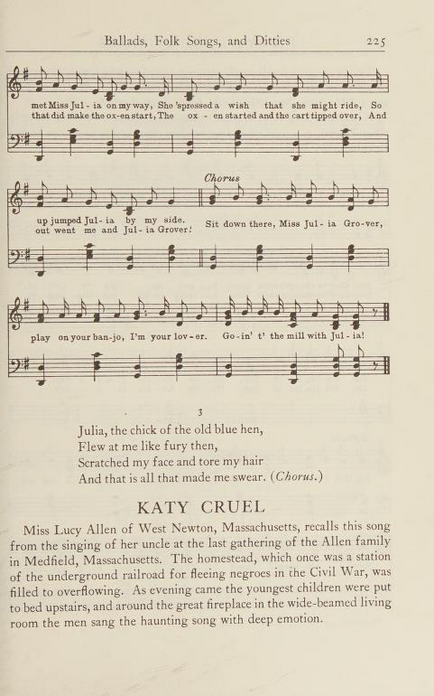 Ballads, Folk Songs, and Ditties 225
met Miss Jul - ia on my way, She 'spressed a wish that she might ride, So
that did make the ox-en start, The ox - en started and the cart tipped over, And
Chorus
up jumped Jul - ia by my side. Sit down there, Miss Jul - ia Gro-ver,
out went me and Jul - ia Grover!
play on your ban-jo, I'm your lov - er. Go-in' t' the mill with Jul - ia!
3
Julia, the chick of the old blue hen,
Flew at me like fury then,
Scratched my face and tore my hair
And that is all that made me swear. (Chorus.)
KATY CRUEL
Miss Lucy Allen of West Newton, Massachusetts, recalls this song
from the singing of her uncle at the last gathering of the Allen family
in Medfield, Massachusetts. The homestead, which once was a station
of the underground railroad for fleeing negroes in the Civil War, was
filled to overflowing. As evening came the youngest children were put
to bed upstairs, and around the great fireplace in the wide-beamed living
room the men sang the haunting song with deep emotion.